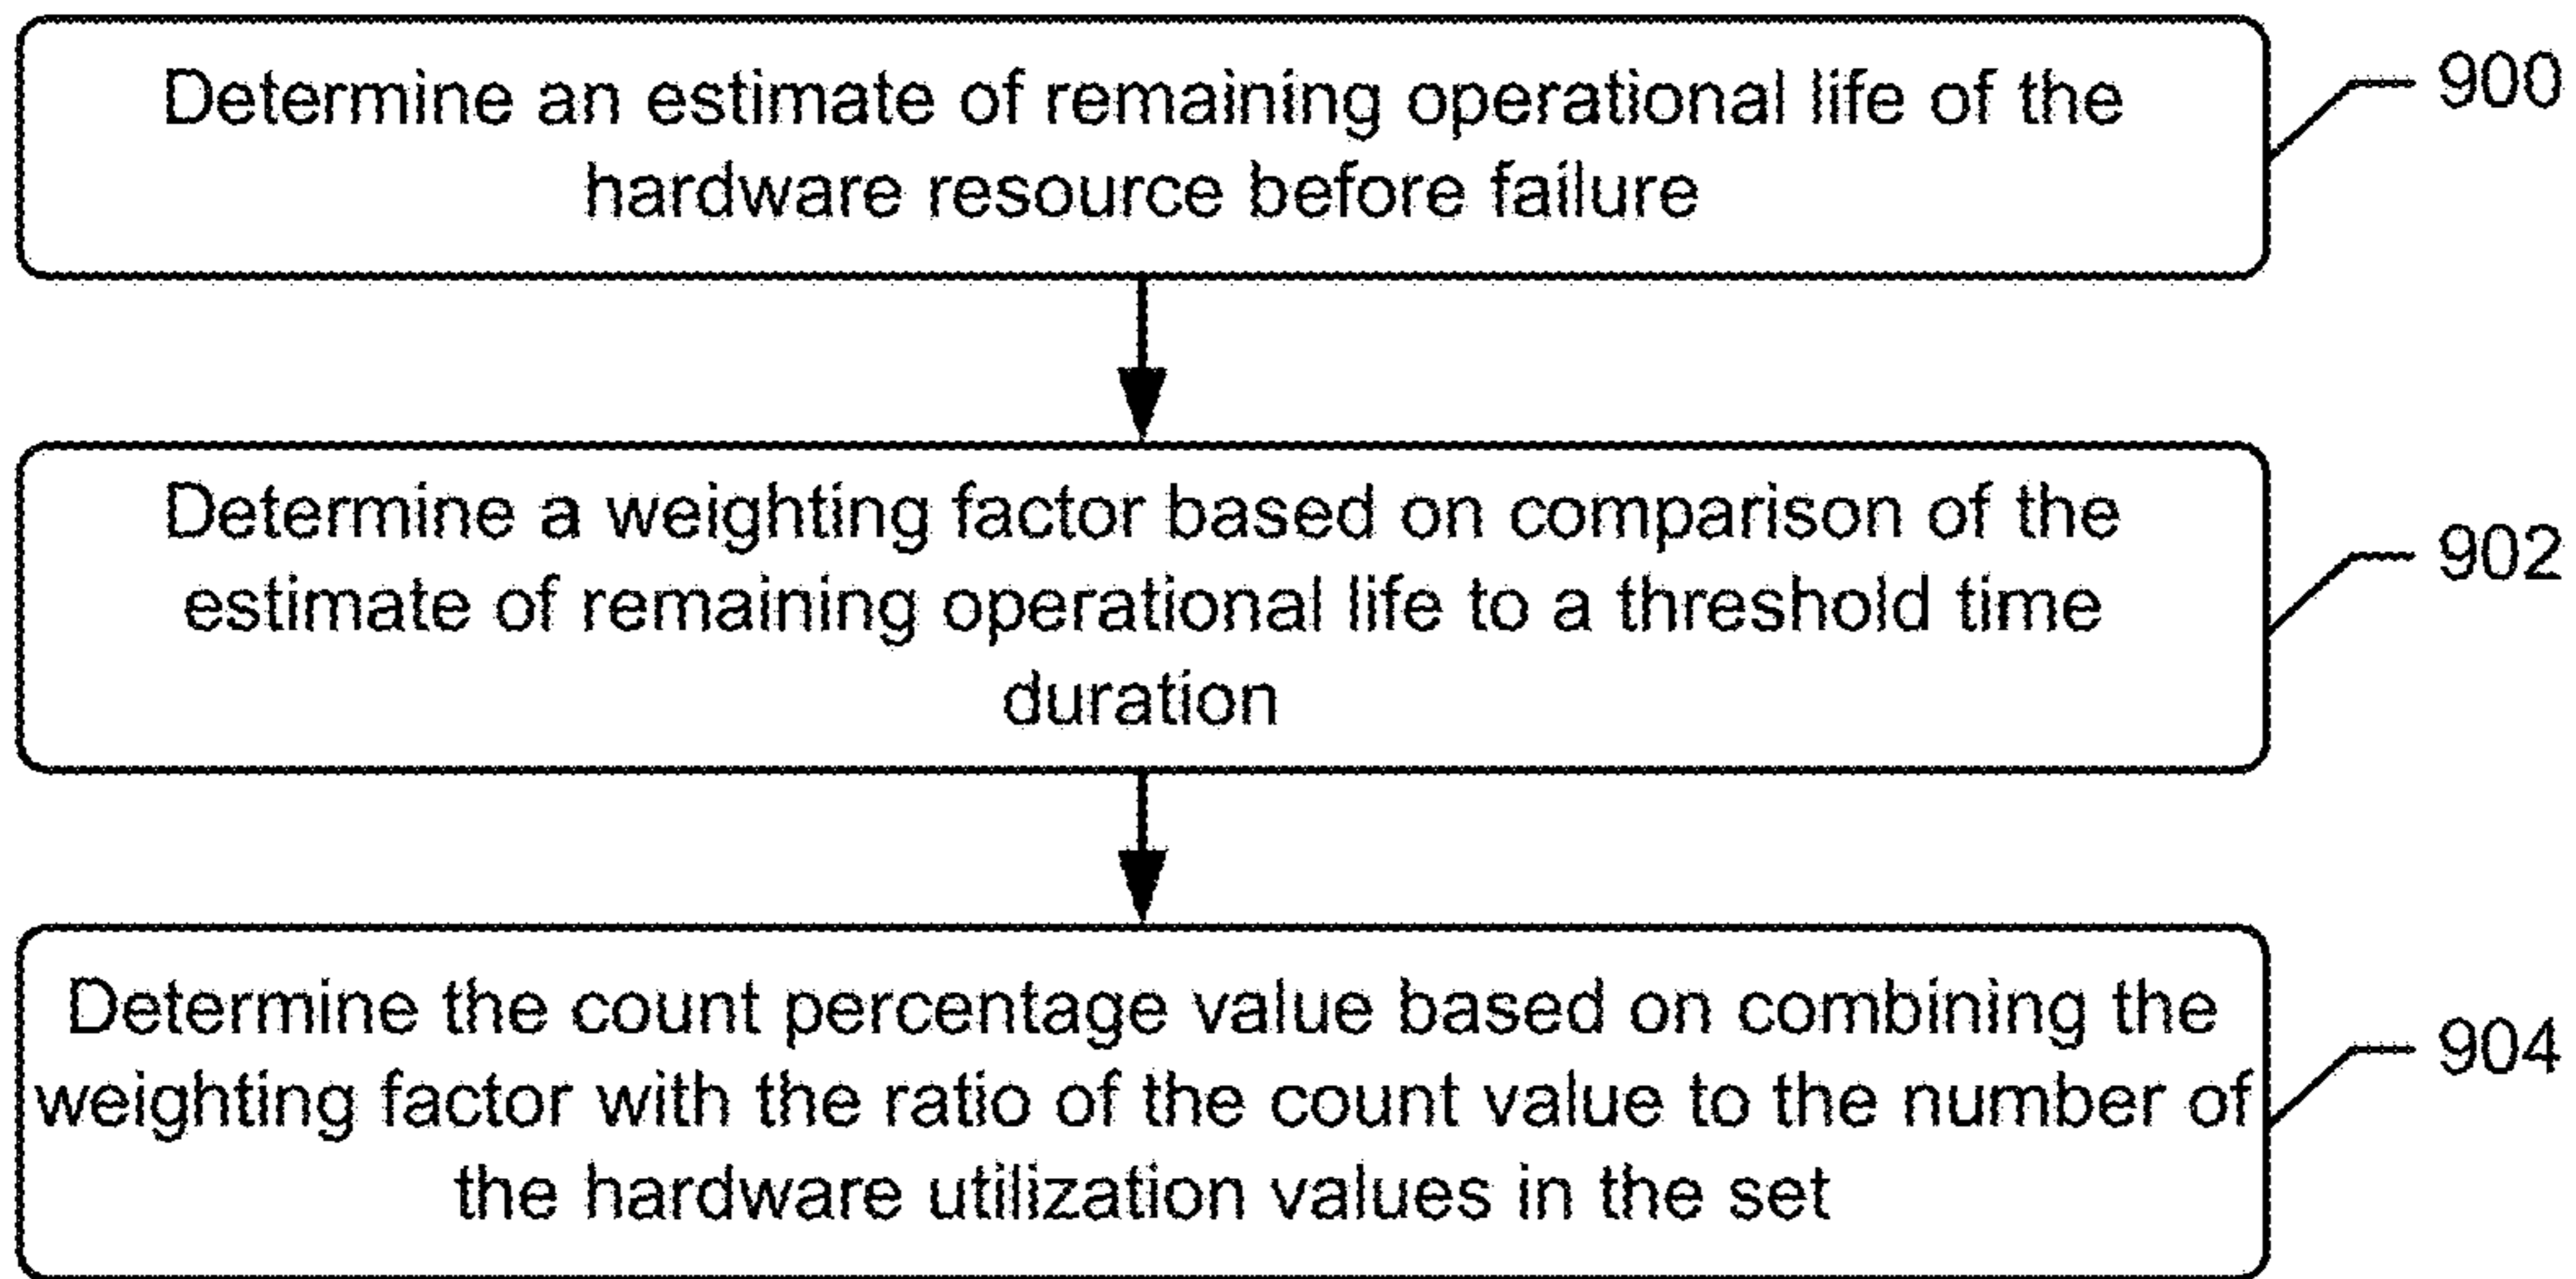 Determine an estimate of remaining operational life of the
hardware resource before failure
900
Determine a weighting factor based on comparison of the
estimate of remaining operational life to a threshold time
duration
902
Determine the count percentage value based on combining the
weighting factor with the ratio of the count value to the number of
the hardware utilization values in the set
904